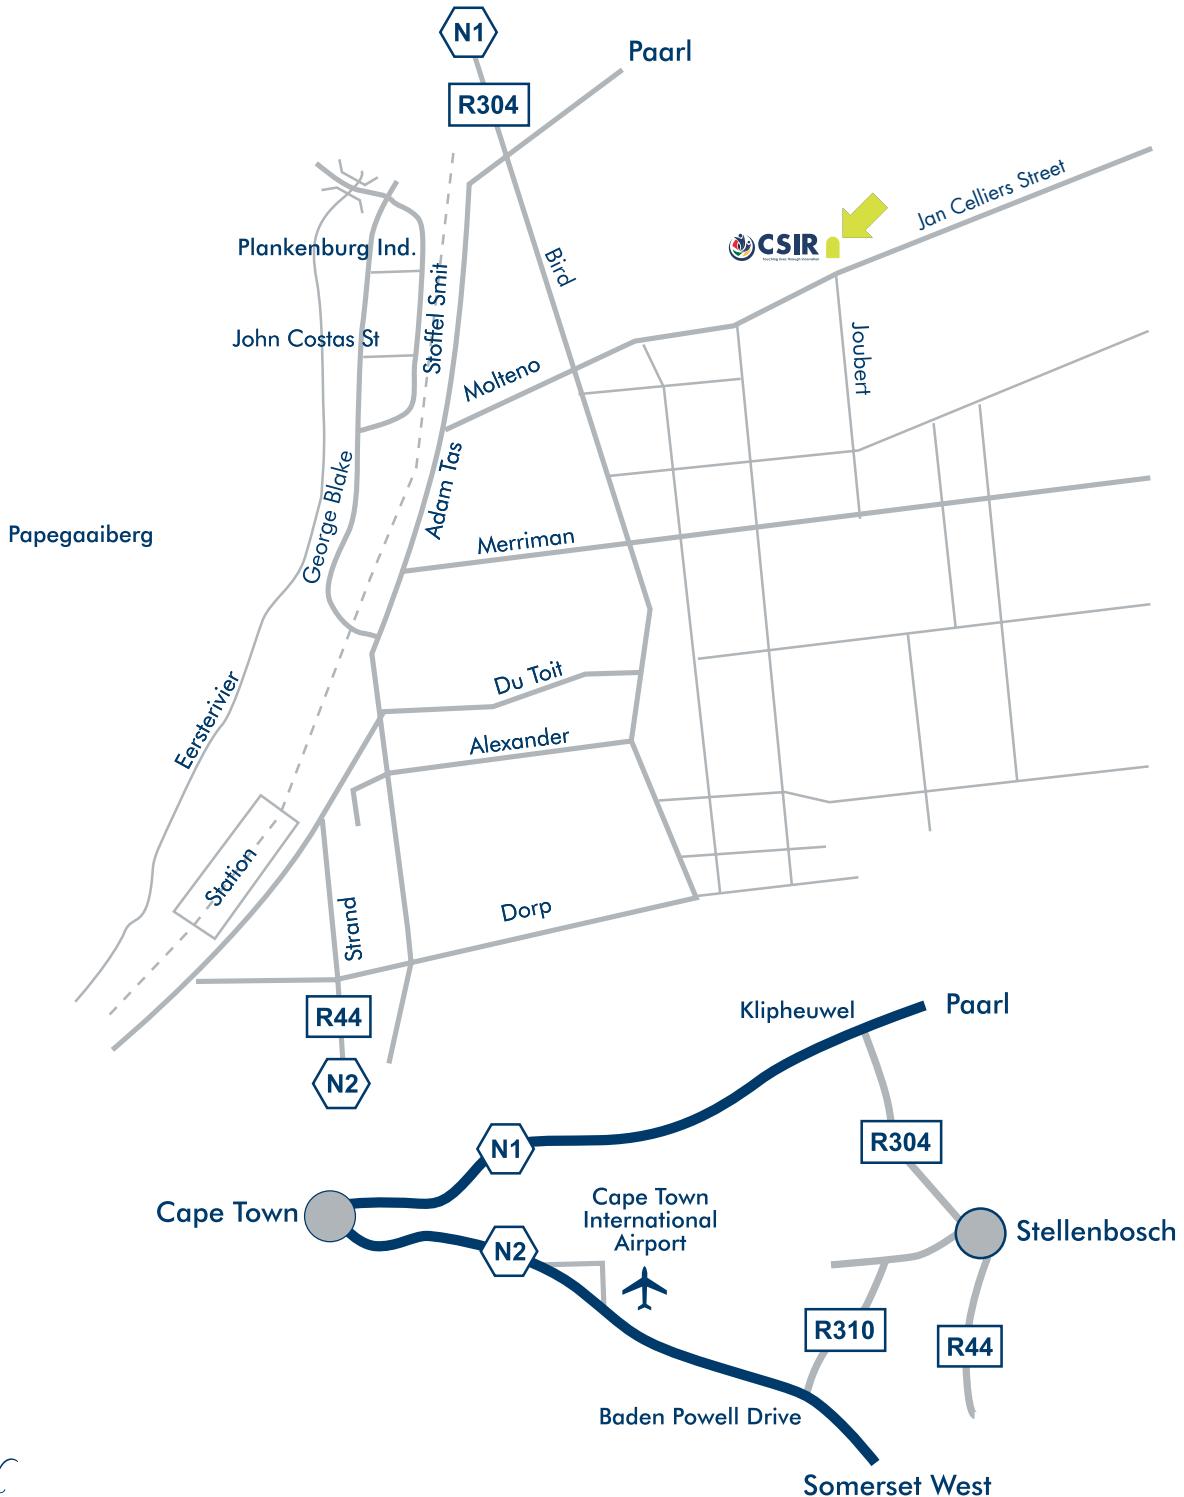 N1
Paarl
R304
Jan Celliers Street
CSIR
Plankenburg Ind.
Bird
Stoffel Smit
John Costas St
Joubert
Molteno
Adam Tas
George Blake
Papegaaiberg
Merriman
Du Toit
Eersterivier
Alexander
Station
Strand
Dorp
R44
N2
Klipheuwel
Paarl
N1
R304
Cape Town
Cape Town
International
Airport
N2
Stellenbosch
R310
R44
Baden Powell Drive
Somerset West